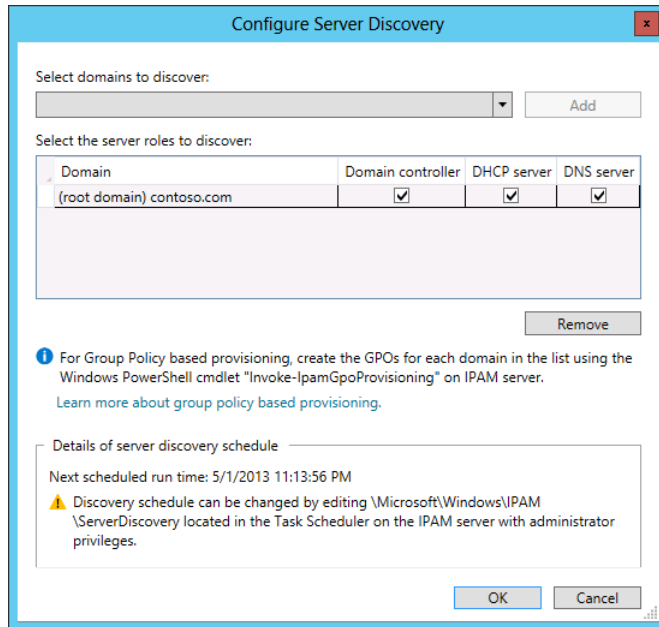 Configure Server Discovery
x
Select domains to discover:
Add
Select the server roles to discover:
Domain Domain controller DHCP server DNS server
(root domain) contoso.com
Remove
For Group Policy based provisioning, create the GPOs for each domain in the list using the
Windows PowerShell cmdlet "Invoke-IpamGpoProvisioning" on IPAM server.
Learn more about group policy based provisioning.
Details of server discovery schedule
Next scheduled run time: 5/1/2013 11:13:56 PM
Discovery schedule can be changed by editing \Microsoft\Windows\IPAM
\ServerDiscovery located in the Task Scheduler on the IPAM server with administrator
privileges.
OK Cancel